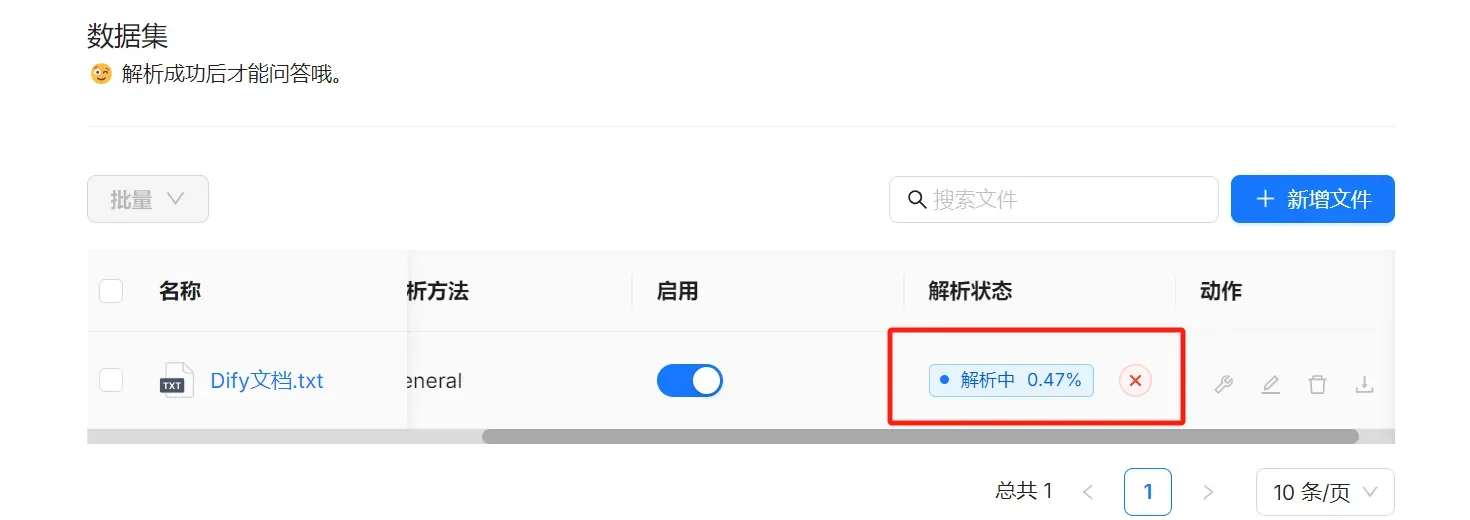 数据集
😉 解析成功后才能问答哦。
批量
搜索文件
+ 新增文件
名称 析方法 启用 解析状态 动作
TXT Dify文档.txt eneral 解析中 0.47%
总共 1 < 1 > 10 条/页